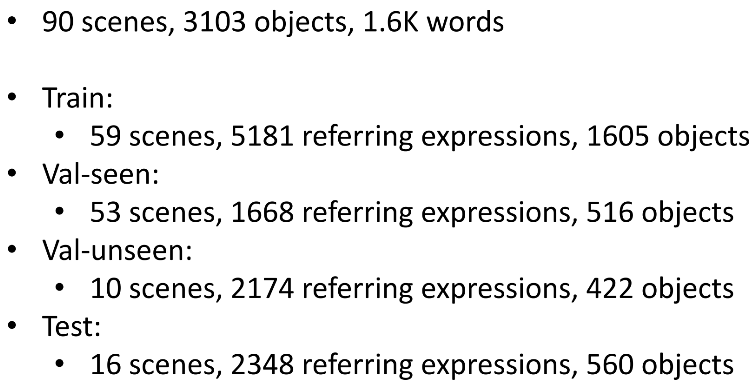 • 90 scenes, 3103 objects, 1.6K words
• Train:
• 59 scenes, 5181 referring expressions, 1605 objects
• Val-seen:
• 53 scenes, 1668 referring expressions, 516 objects
• Val-unseen:
• 10 scenes, 2174 referring expressions, 422 objects
• Test:
• 16 scenes, 2348 referring expressions, 560 objects